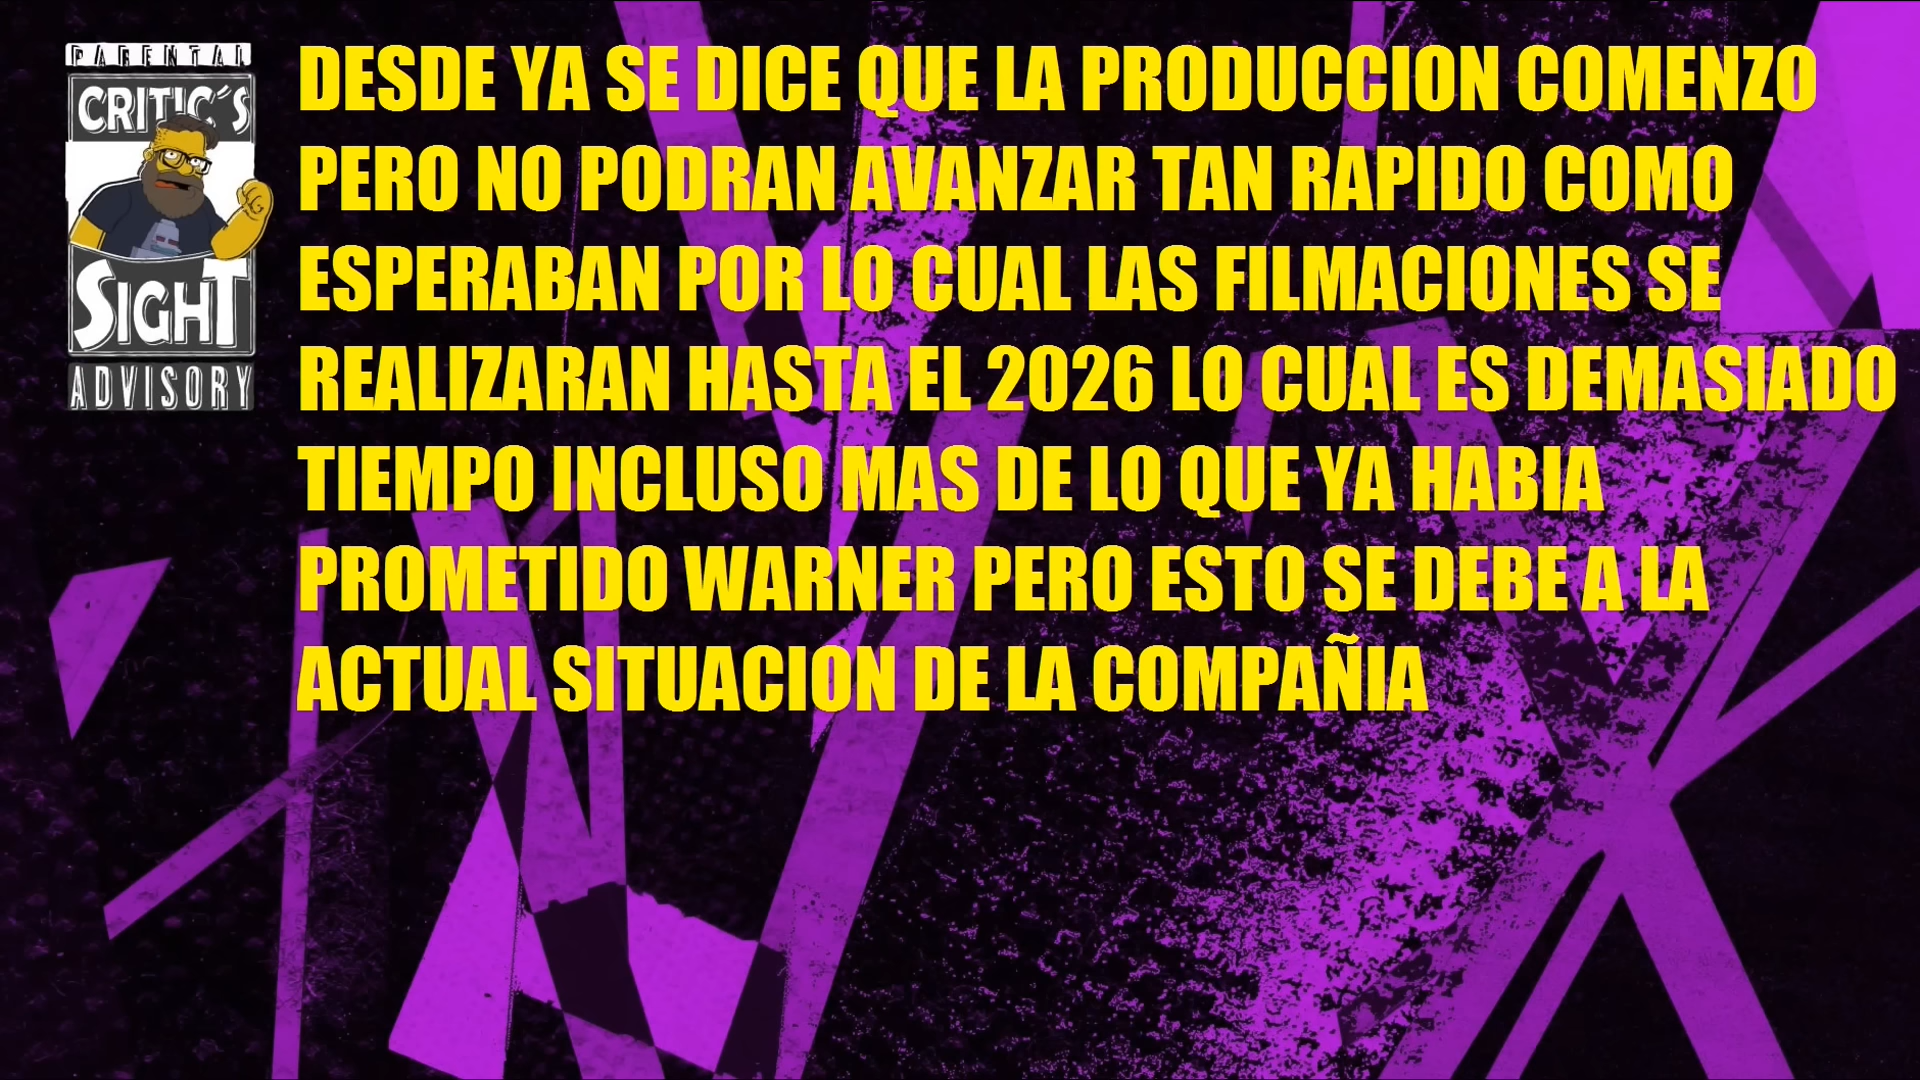 PARENTAL
CRITIC´S
SIGHT
ADVISORY
DESDE YA SE DICE QUE LA PRODUCCION COMENZO
PERO NO PODRAN AVANZAR TAN RAPIDO COMO
ESPERABAN POR LO CUAL LAS FILMACIONES SE
REALIZARAN HASTA EL 2026 LO CUAL ES DEMASIADO
TIEMPO INCLUSO MAS DE LO QUE YA HABIA
PROMETIDO WARNER PERO ESTO SE DEBE A LA
ACTUAL SITUACION DE LA COMPAÑIA